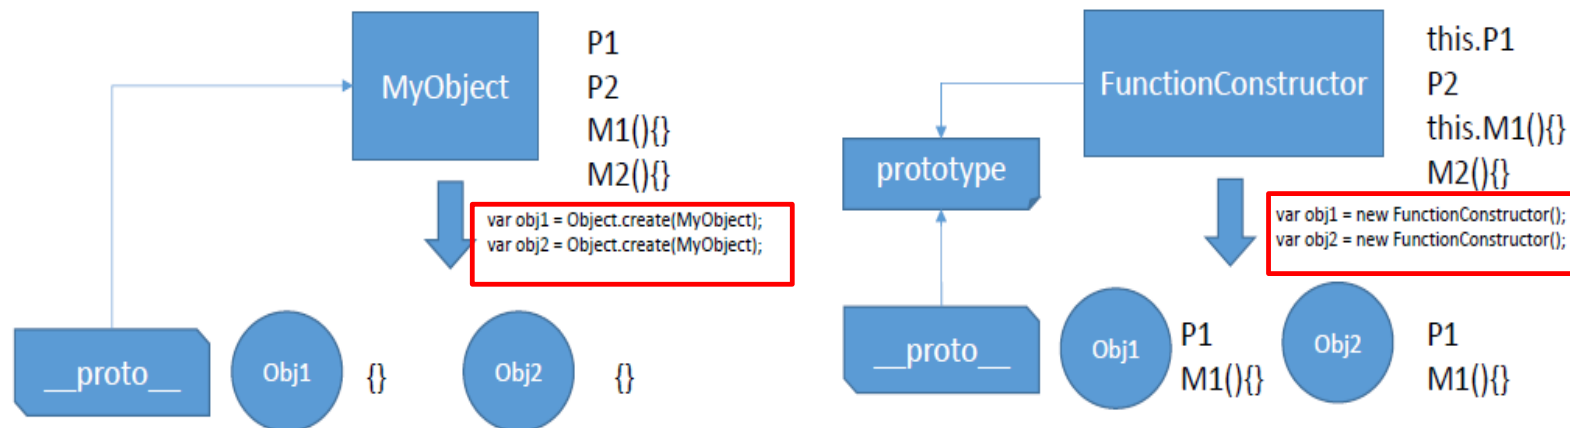 MyObject
P1
P2
M1(){}
M2(){}
var obj1 = Object.create(MyObject);
var obj2 = Object.create(MyObject);
__proto__
Obj1
{}
Obj2
{}
FunctionConstructor
this.P1
P2
this.M1(){}
M2(){}
prototype
var obj1 = new FunctionConstructor();
var obj2 = new FunctionConstructor();
__proto__
Obj1
P1
M1(){}
Obj2
P1
M1(){}